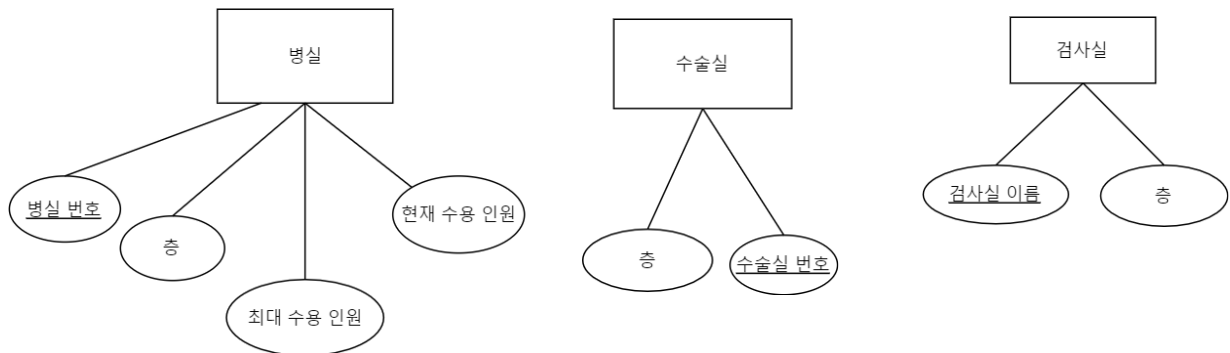 병실
병실 번호
층
최대 수용 인원
현재 수용 인원
수술실
층
수술실 번호
검사실
검사실 이름
층